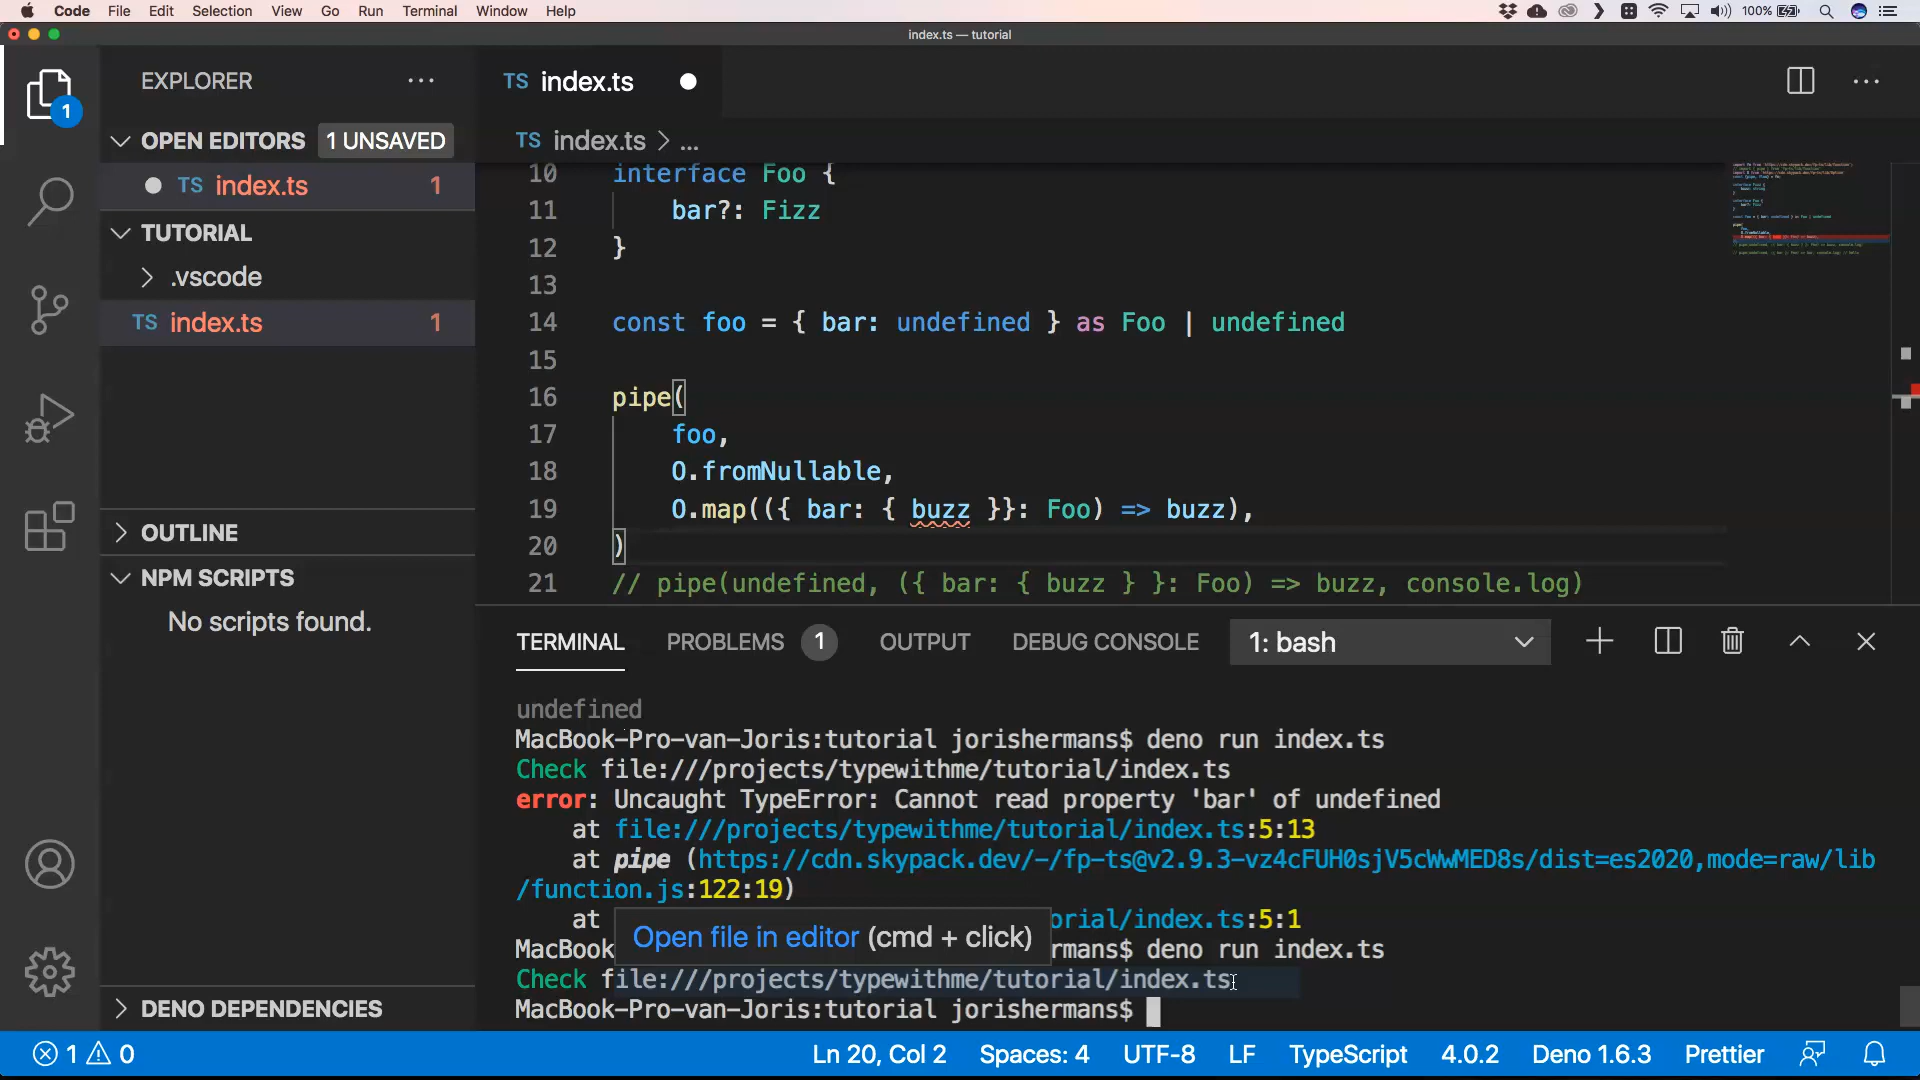 Code File Edit Selection View Go Run Terminal Window Help 100%
index.ts — tutorial
EXPLORER ...
TS index.ts
1
OPEN EDITORS 1 UNSAVED
TS index.ts > ...
TS index.ts 1
TUTORIAL
.vscode
TS index.ts 1
OUTLINE
NPM SCRIPTS
No scripts found.
DENO DEPENDENCIES
10 interface Foo {
11 bar?: Fizz
12 }
13
14 const foo = { bar: undefined } as Foo | undefined
15
16 pipe(
17 foo,
18 O.fromNullable,
19 O.map(({ bar: { buzz }}: Foo) => buzz),
20 )
21 // pipe(undefined, ({ bar: { buzz } }: Foo) => buzz, console.log)
TERMINAL PROBLEMS 1 OUTPUT DEBUG CONSOLE 1: bash
undefined
MacBook-Pro-van-Joris:tutorial jorishermans$ deno run index.ts
Check file:///projects/typewithme/tutorial/index.ts
error: Uncaught TypeError: Cannot read property 'bar' of undefined
at file:///projects/typewithme/tutorial/index.ts:5:13
at pipe (https://cdn.skypack.dev/-/fp-ts@v2.9.3-vz4cFUH0sjV5cWwMED8s/dist=es2020,mode=raw/lib
/function.js:122:19)
at orial/index.ts:5:1
Open file in editor (cmd + click)
MacBook rmans$ deno run index.ts
Check file:///projects/typewithme/tutorial/index.ts
MacBook-Pro-van-Joris:tutorial jorishermans$
1 0 Ln 20, Col 2 Spaces: 4 UTF-8 LF TypeScript 4.0.2 Deno 1.6.3 Prettier